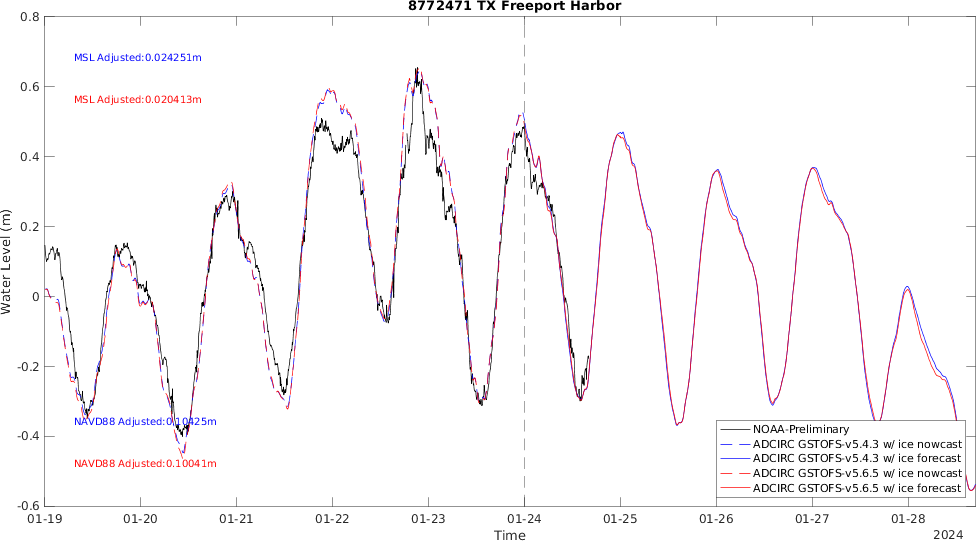 8772471 TX Freeport Harbor
0.8
MSL Adjusted:0.024251m
0.6
MSL Adjusted:0.020413m
0.4
0.2
Water Level (m)
0
-0.2
NAVD88 Adjusted:0.10425m
-0.4
NAVD88 Adjusted:0.10041m
-0.6
NOAA-Preliminary
ADCIRC GSTOFS-v5.4.3 w/ ice nowcast
ADCIRC GSTOFS-v5.4.3 w/ ice forecast
ADCIRC GSTOFS-v5.6.5 w/ ice nowcast
ADCIRC GSTOFS-v5.6.5 w/ ice forecast
01-19 01-20 01-21 01-22 01-23 01-24 01-25 01-26 01-27 01-28
Time
2024